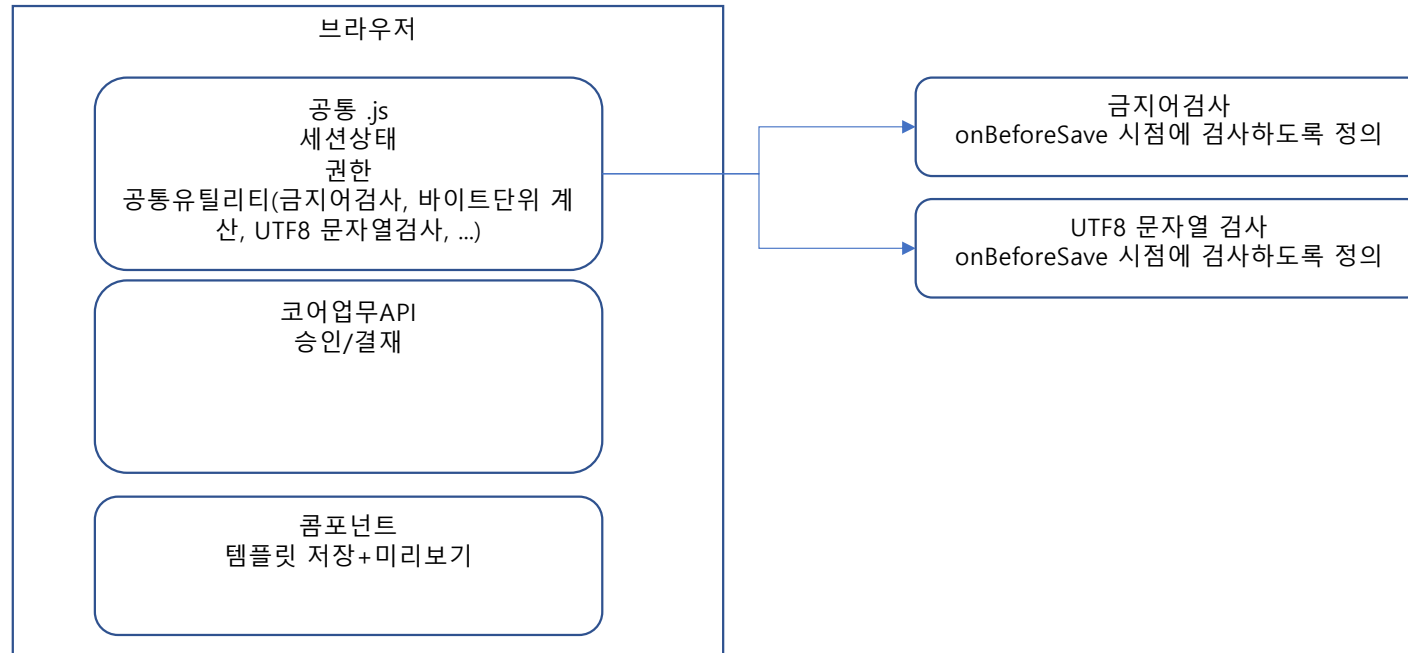 브라우저
공통 .js
세션상태
권한
공통유틸리티(금지어검사, 바이트단위 계
산, UTF8 문자열검사, ...)
금지어검사
onBeforeSave 시점에 검사하도록 정의
UTF8 문자열 검사
onBeforeSave 시점에 검사하도록 정의
코어업무API
승인/결재
콤포넌트
템플릿 저장+미리보기